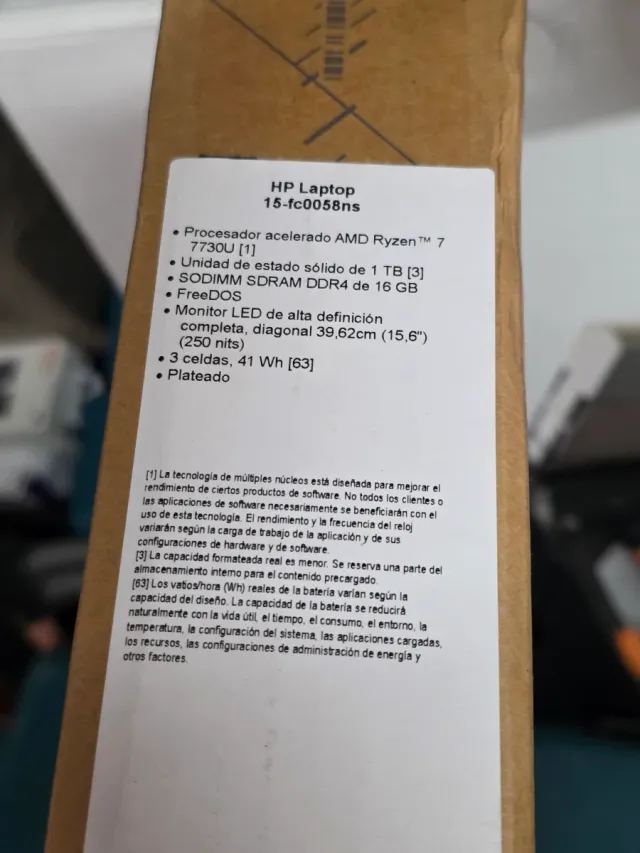 HP Laptop
15-fc0058ns
• Procesador acelerado AMD Ryzen™ 7
7730U [1]
• Unidad de estado sólido de 1 TB [3]
• SODIMM SDRAM DDR4 de 16 GB
• FreeDOS
• Monitor LED de alta definición
completa, diagonal 39,62cm (15,6")
(250 nits)
• 3 celdas, 41 Wh [63]
• Plateado
[1] La tecnología de múltiples núcleos está diseñada para mejorar el
rendimiento de ciertos productos de software. No todos los clientes o
las aplicaciones de software necesariamente se beneficiarán con el
uso de esta tecnología. El rendimiento y la frecuencia del reloj
variarán según la carga de trabajo de la aplicación y de sus
configuraciones de hardware y de software.
[3] La capacidad formateada real es menor. Se reserva una parte del
almacenamiento interno para el contenido precargado.
[63] Los vatios/hora (Wh) reales de la batería varían según la
capacidad del diseño. La capacidad de la batería se reducirá
naturalmente con la vida útil, el tiempo, el consumo, el entorno, la
temperatura, la configuración del sistema, las aplicaciones cargadas,
los recursos, las configuraciones de administración de energía y
otros factores.